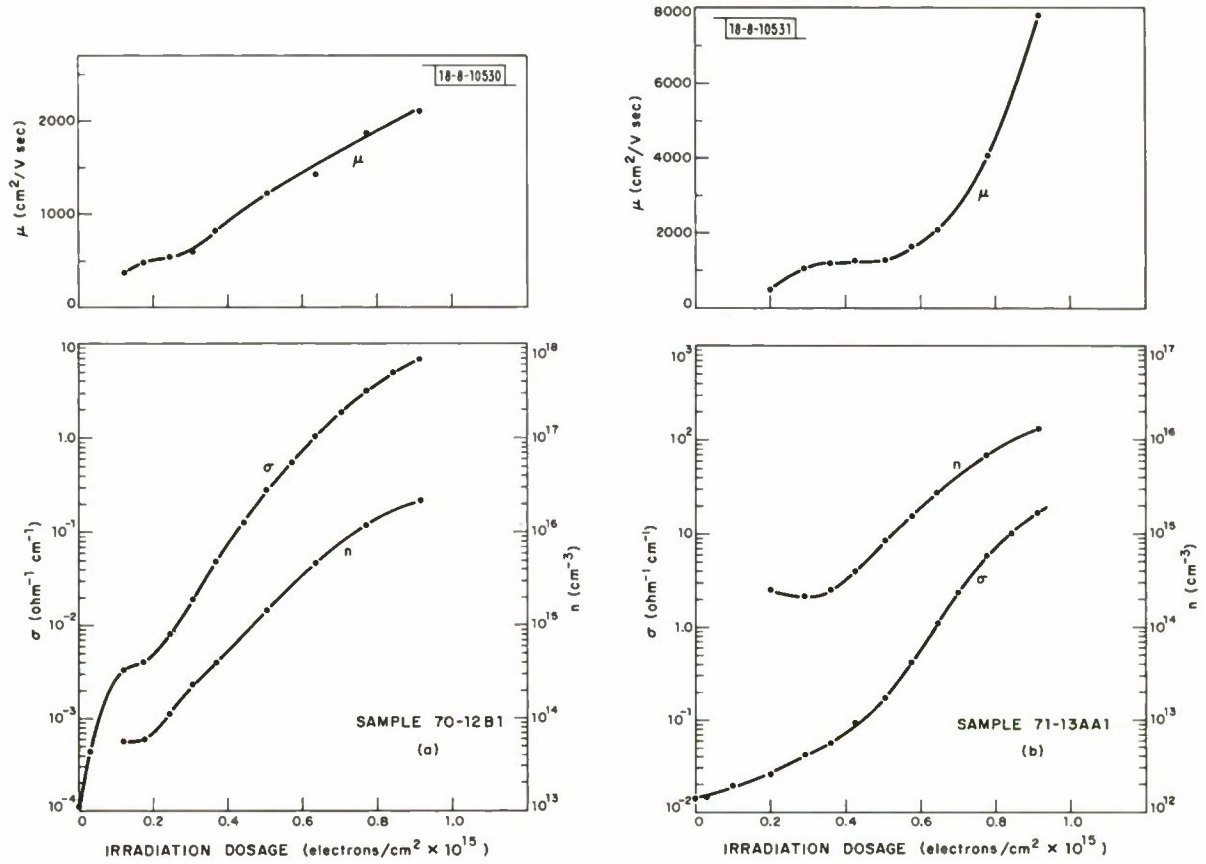 18-8-10530
μ (cm²/V sec)
2000
1000
0
μ
10
1.0
10⁻¹
10⁻²
10⁻³
10⁻⁴
σ (ohm⁻¹ cm⁻¹)
σ
n
10¹⁸
10¹⁷
10¹⁶
10¹⁵
10¹⁴
10¹³
n (cm⁻³)
SAMPLE 70-12B1
(a)
0 0.2 0.4 0.6 0.8 1.0
IRRADIATION DOSAGE (electrons/cm² × 10¹⁵)
18-8-10531
μ (cm²/V sec)
8000
6000
4000
2000
0
μ
10³
10²
10
1.0
10⁻¹
10⁻²
σ (ohm⁻¹ cm⁻¹)
n
σ
10¹⁷
10¹⁶
10¹⁵
10¹⁴
10¹³
10¹²
n (cm⁻³)
SAMPLE 71-13AA1
(b)
0 0.2 0.4 0.6 0.8 1.0
IRRADIATION DOSAGE (electrons/cm² × 10¹⁵)